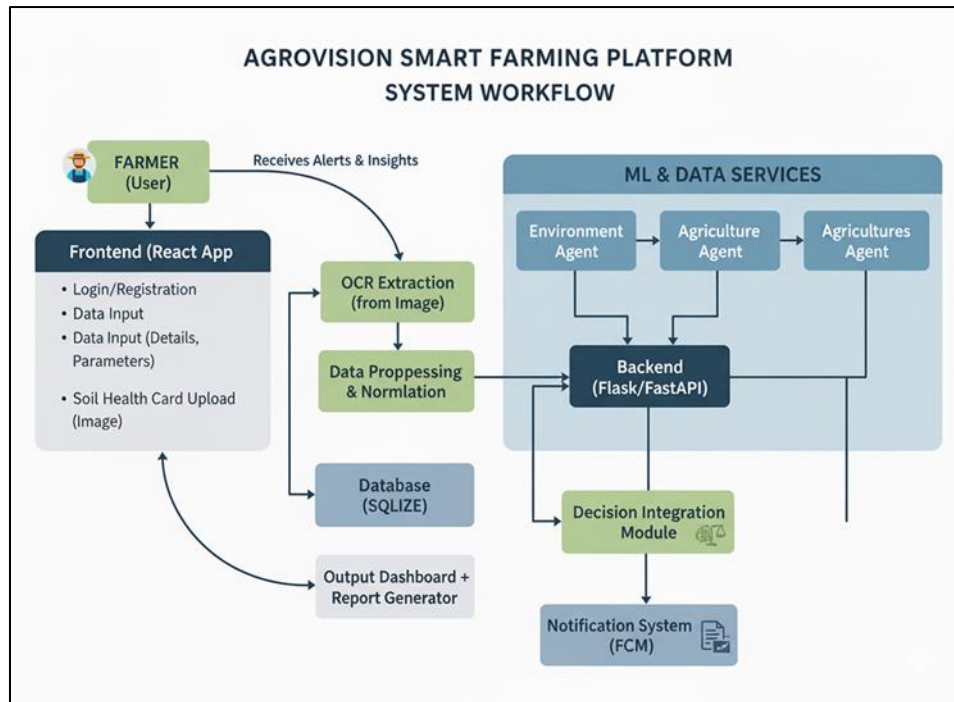 AGROVISION SMART FARMING PLATFORM
SYSTEM WORKFLOW
FARMER
(User)
Receives Alerts & Insights
Frontend (React App
• Login/Registration
• Data Input
• Data Input (Details,
Parameters)
• Soil Health Card Upload
(Image)
OCR Extraction
(from Image)
Data Proppessing
& Normlation
Database
(SQLIZE)
Output Dashboard +
Report Generator
ML & DATA SERVICES
Environment
Agent
Agriculture
Agent
Agricultures
Agent
Backend
(Flask/FastAPI)
Decision Integration
Module
Notification System
(FCM)